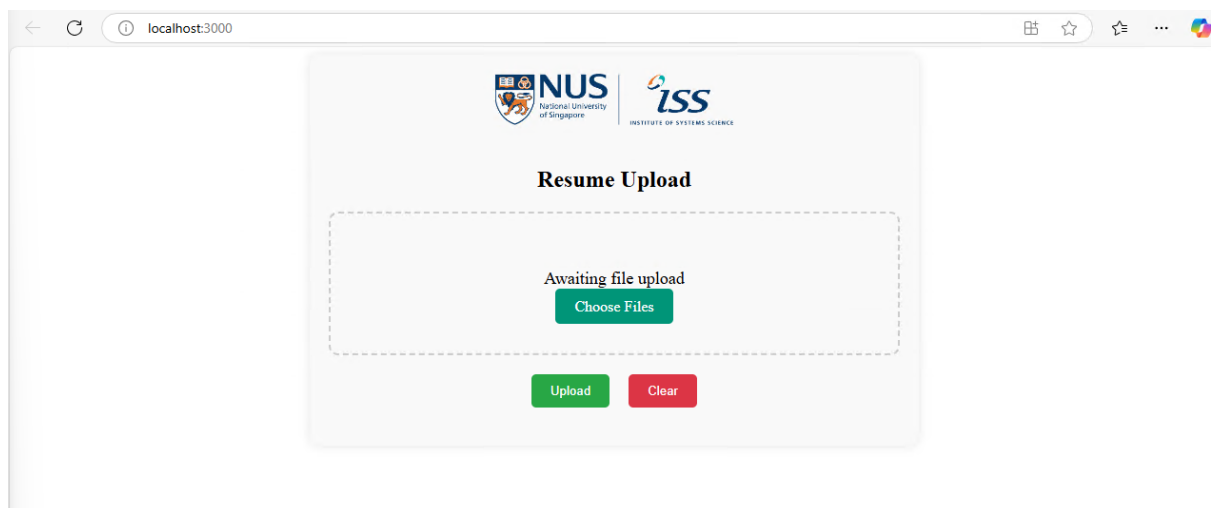 localhost:3000
NUS
National University
of Singapore
ISS
INSTITUTE OF SYSTEMS SCIENCE
Resume Upload
Awaiting file upload
Choose Files
Upload
Clear